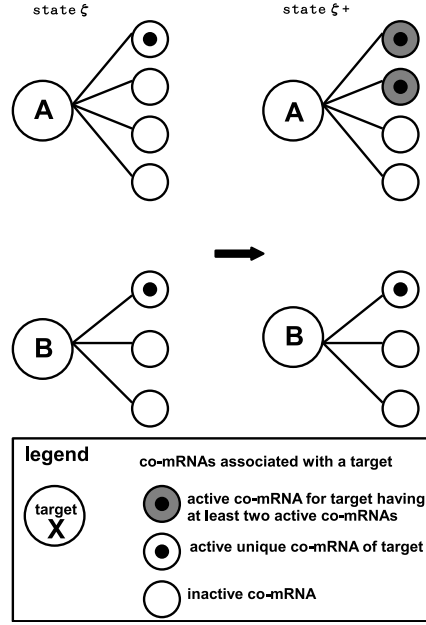 state ζ
state ζ +
A
A
B
B
legend
co-mRNAs associated with a target
target
X
active co-mRNA for target having
at least two active co-mRNAs
active unique co-mRNA of target
inactive co-mRNA